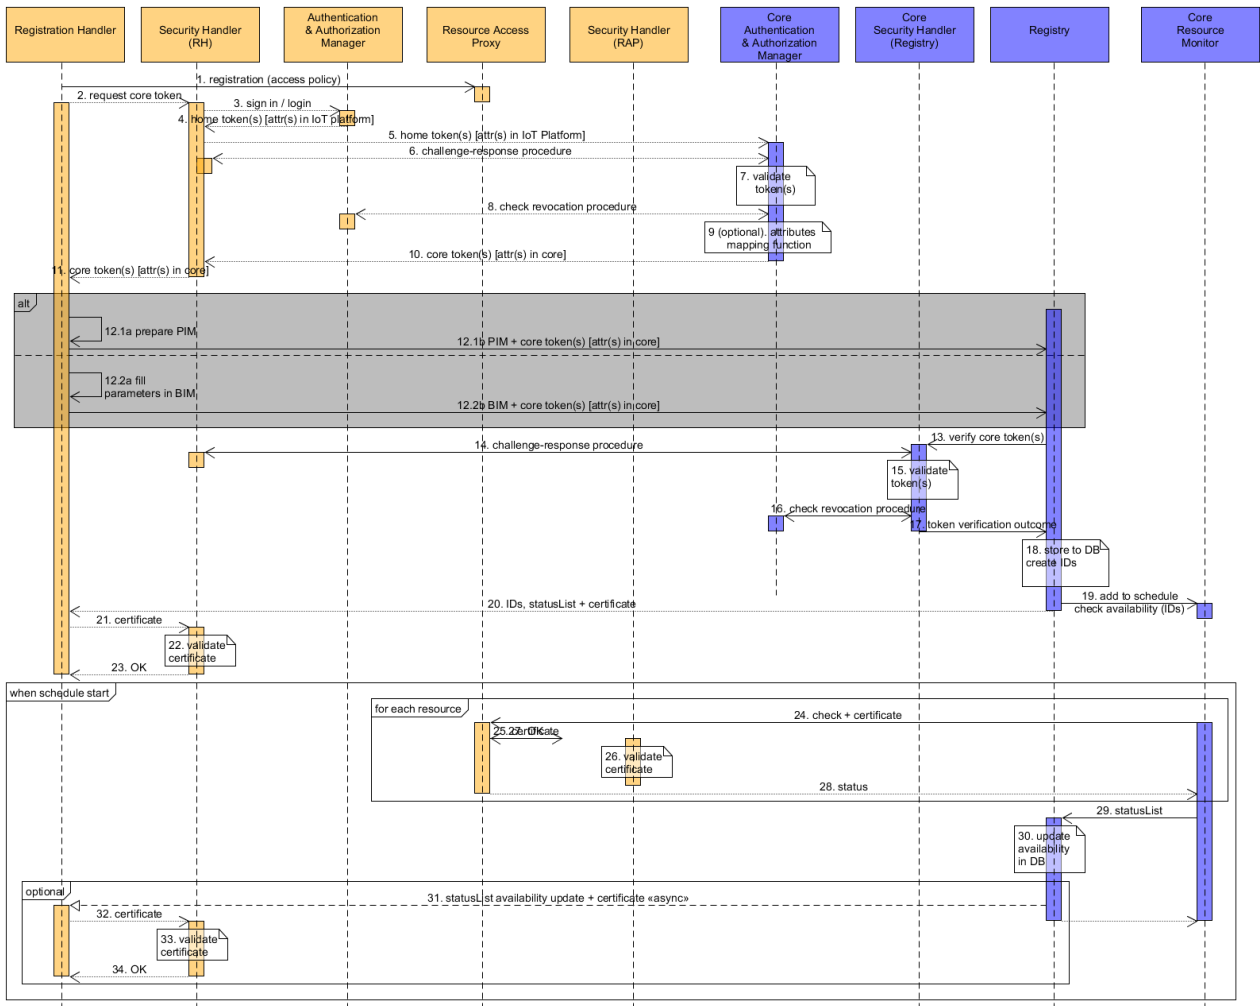 Registration Handler
Security Handler
(RH)
Authentication
& Authorization
Manager
Resource Access
Proxy
Security Handler
(RAP)
Core
Authentication
& Authorization
Manager
Core
Security Handler
(Registry)
Registry
Core
Resource
Monitor
1. registration (access policy)
2. request core token
3. sign in / login
4. home token(s) [attr(s) in IoT platform]
5. home token(s) [attr(s) in IoT Platform]
6. challenge-response procedure
7. validate
token(s)
8. check revocation procedure
9 (optional). attributes
mapping function
10. core token(s) [attr(s) in core]
11. core token(s) [attr(s) in core]
alt
12.1a prepare PIM
12.1b PIM + core token(s) [attr(s) in core]
12.2a fill
parameters in BIM
12.2b BIM + core token(s) [attr(s) in core]
13. verify core token(s)
14. challenge-response procedure
15. validate
token(s)
16. check revocation procedure
17. token verification outcome
18. store to DB
create IDs
19. add to schedule
check availability (IDs)
20. IDs, statusList + certificate
21. certificate
22. validate
certificate
23. OK
when schedule start
for each resource
24. check + certificate
25. certificate
27. OK
26. validate
certificate
28. status
29. statusList
30. update
availability
in DB
optional
31. statusList availability update + certificate «async»
32. certificate
33. validate
certificate
34. OK